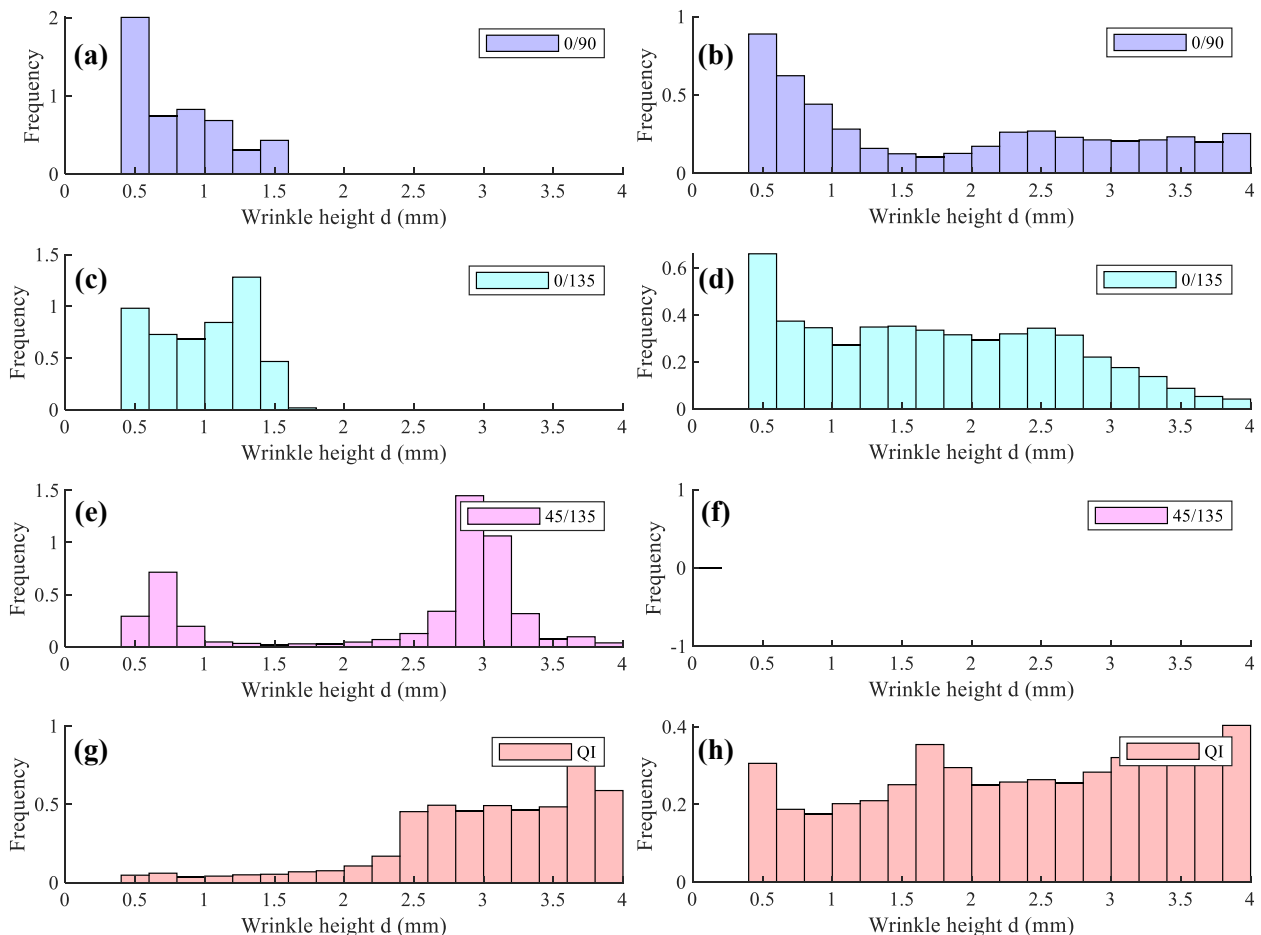 (a)
0/90
Frequency
2
1
0
0 0.5 1 1.5 2 2.5 3 3.5 4
Wrinkle height d (mm)
(b)
0/90
Frequency
1
0.5
0
0.5 1 1.5 2 2.5 3 3.5 4
Wrinkle height d (mm)
(c)
0/135
Frequency
1.5
1
0.5
0
0 0.5 1 1.5 2 2.5 3 3.5 4
Wrinkle height d (mm)
(d)
0/135
Frequency
0.6
0.4
0.2
0
0.5 1 1.5 2 2.5 3 3.5 4
Wrinkle height d (mm)
(e)
45/135
Frequency
1.5
1
0.5
0
0 0.5 1 1.5 2 2.5 3 3.5 4
Wrinkle height d (mm)
(f)
45/135
Frequency
1
0
-1
0.5 1 1.5 2 2.5 3 3.5 4
Wrinkle height d (mm)
(g)
QI
Frequency
1
0.5
0
0 0.5 1 1.5 2 2.5 3 3.5 4
Wrinkle height d (mm)
(h)
QI
Frequency
0.4
0.2
0
0.5 1 1.5 2 2.5 3 3.5 4
Wrinkle height d (mm)